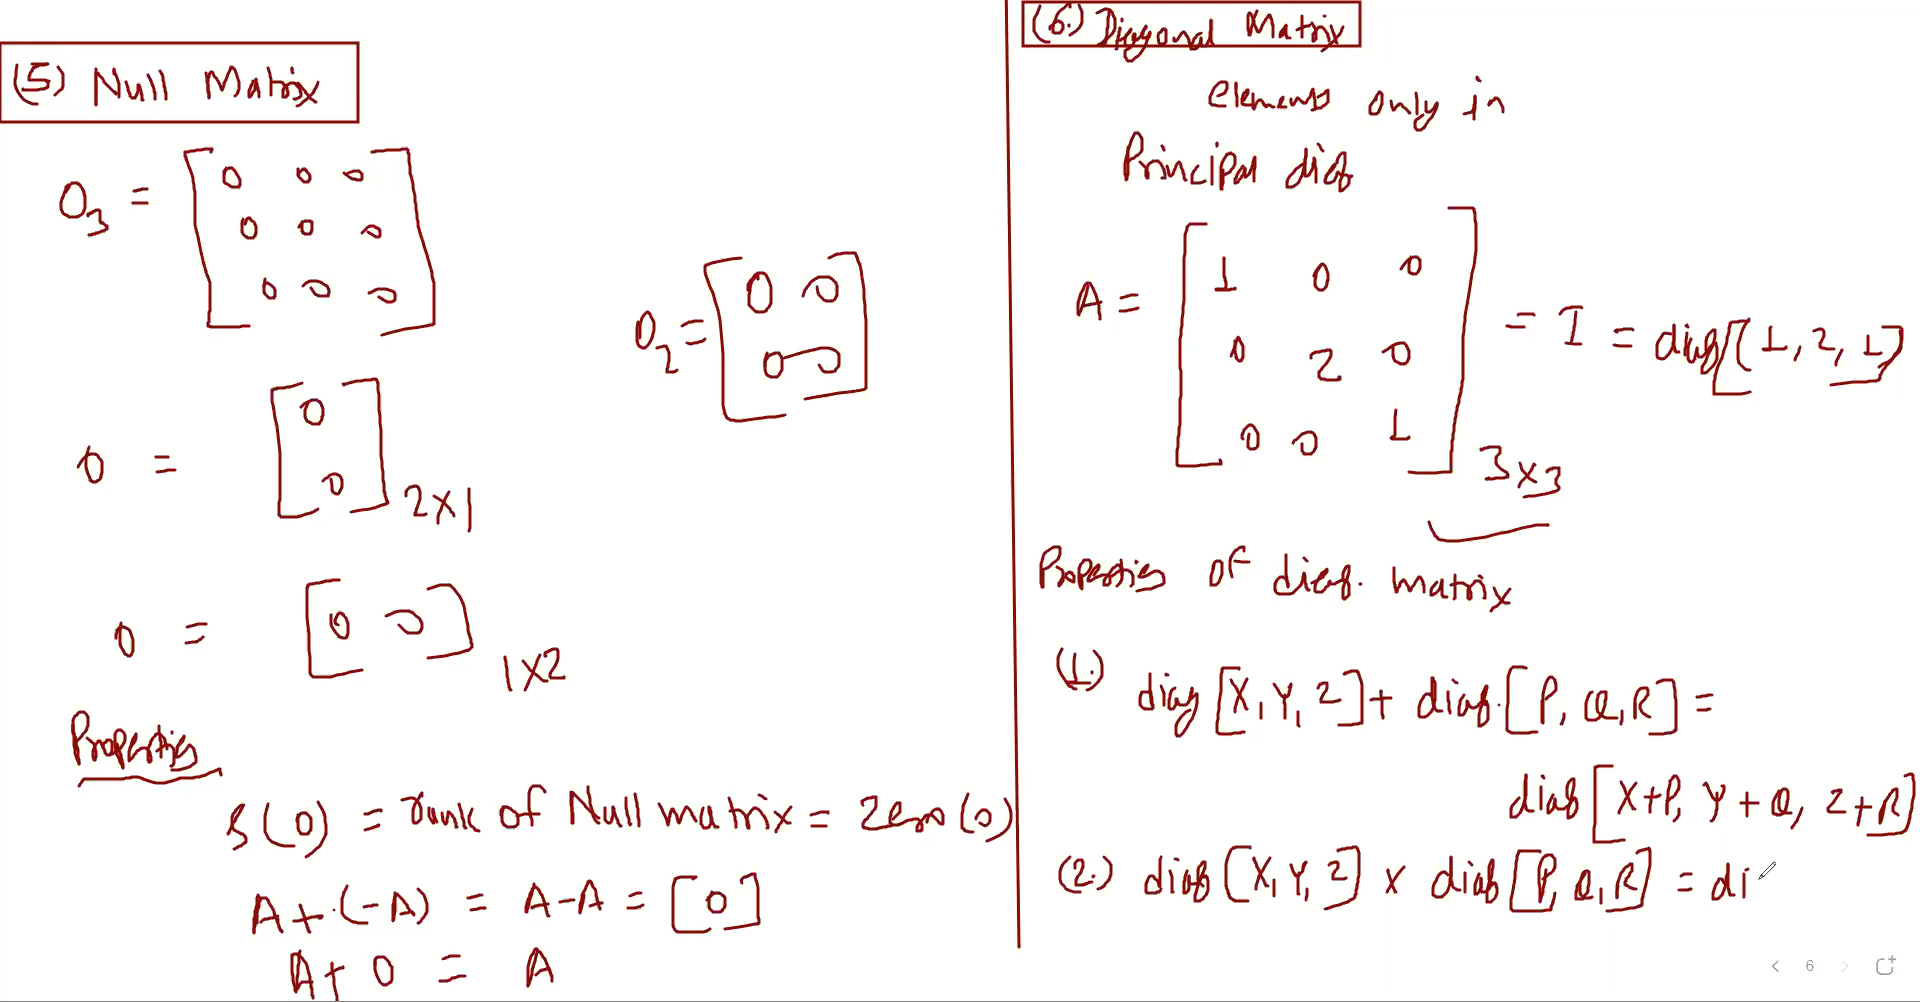 (5) Null Matrix
O3 = [0 0 0
0 0 0
0 0 0]
O2 = [0 0
0 0]
0 = [0
0] 2x1
0 = [0 0] 1x2
Properties
ρ(0) = rank of Null matrix = Zero (0)
A + (-A) = A-A = [0]
A + 0 = A
(6.) Diagonal Matrix
elements only in
Principal diag
A = [1 0 0
0 2 0
0 0 1] 3x3 = I = diag [1, 2, 1]
Properties of diag. matrix
(1.) diag [X, Y, Z] + diag. [P, Q, R] =
diag [X+P, Y+Q, Z+R]
(2.) diag [X, Y, Z] x diag [P, Q, R] = di
6